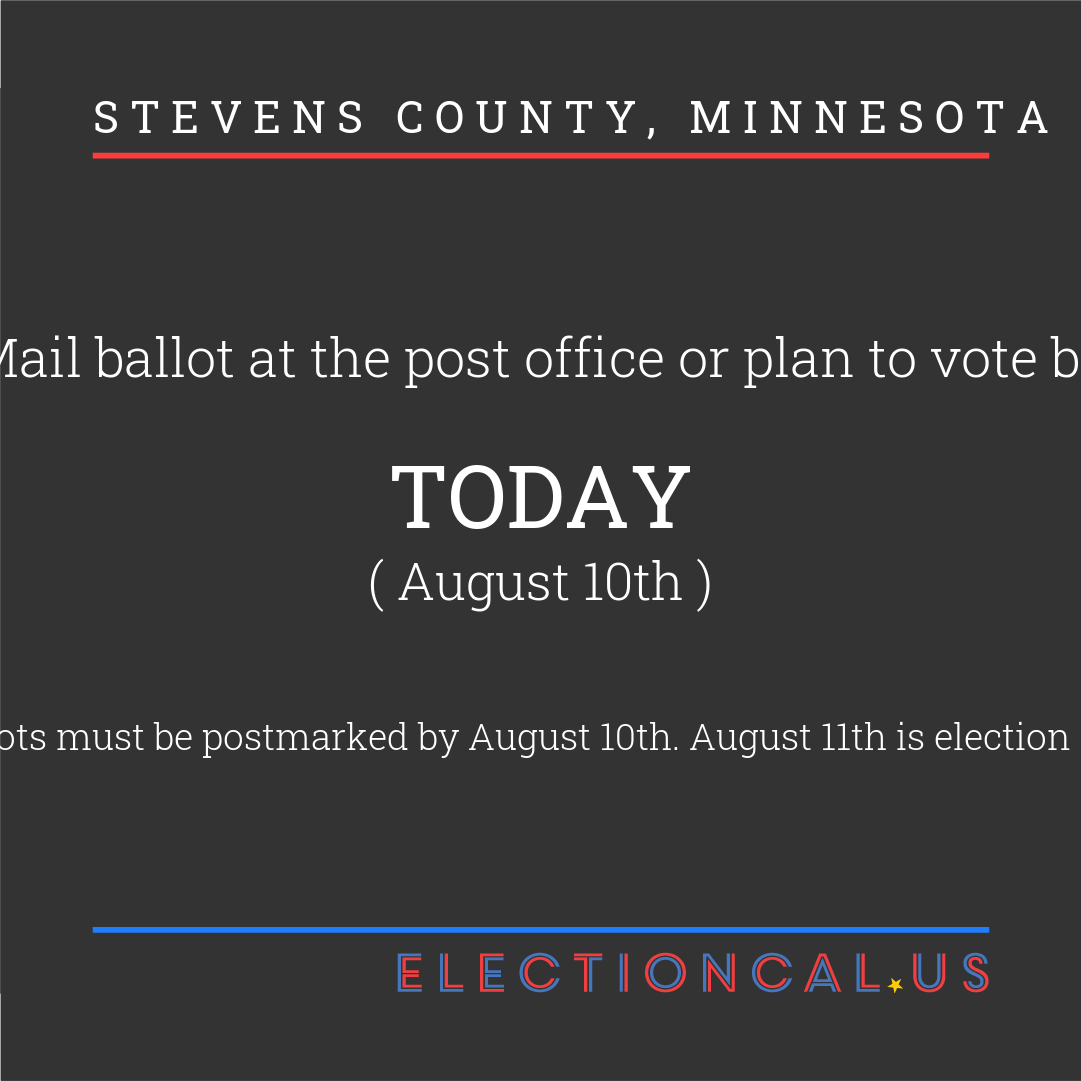 STEVENS COUNTY, MINNESOTA
Mail ballot at the post office or plan to vote b
TODAY
( August 10th )
ots must be postmarked by August 10th. August 11th is election
ELECTIONCAL.US